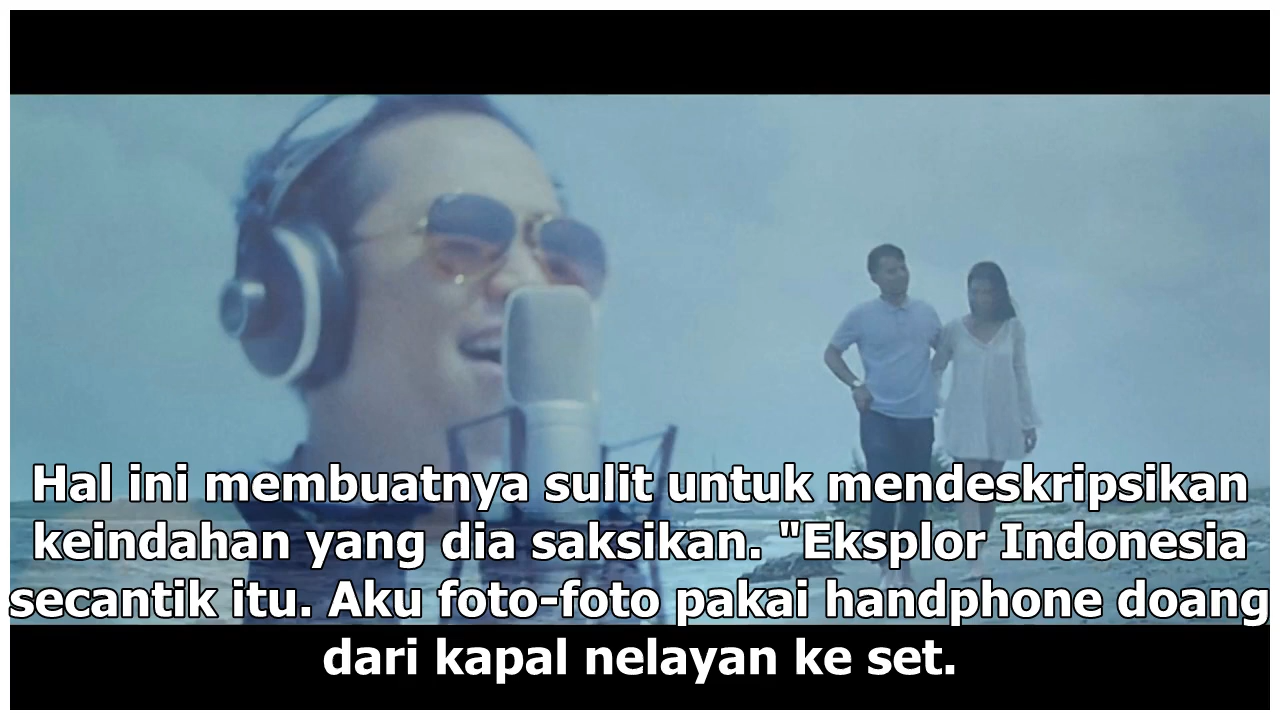 Hal ini membuatnya sulit untuk mendeskripsikan
keindahan yang dia saksikan. "Eksplor Indonesia
secantik itu. Aku foto-foto pakai handphone doang
dari kapal nelayan ke set.